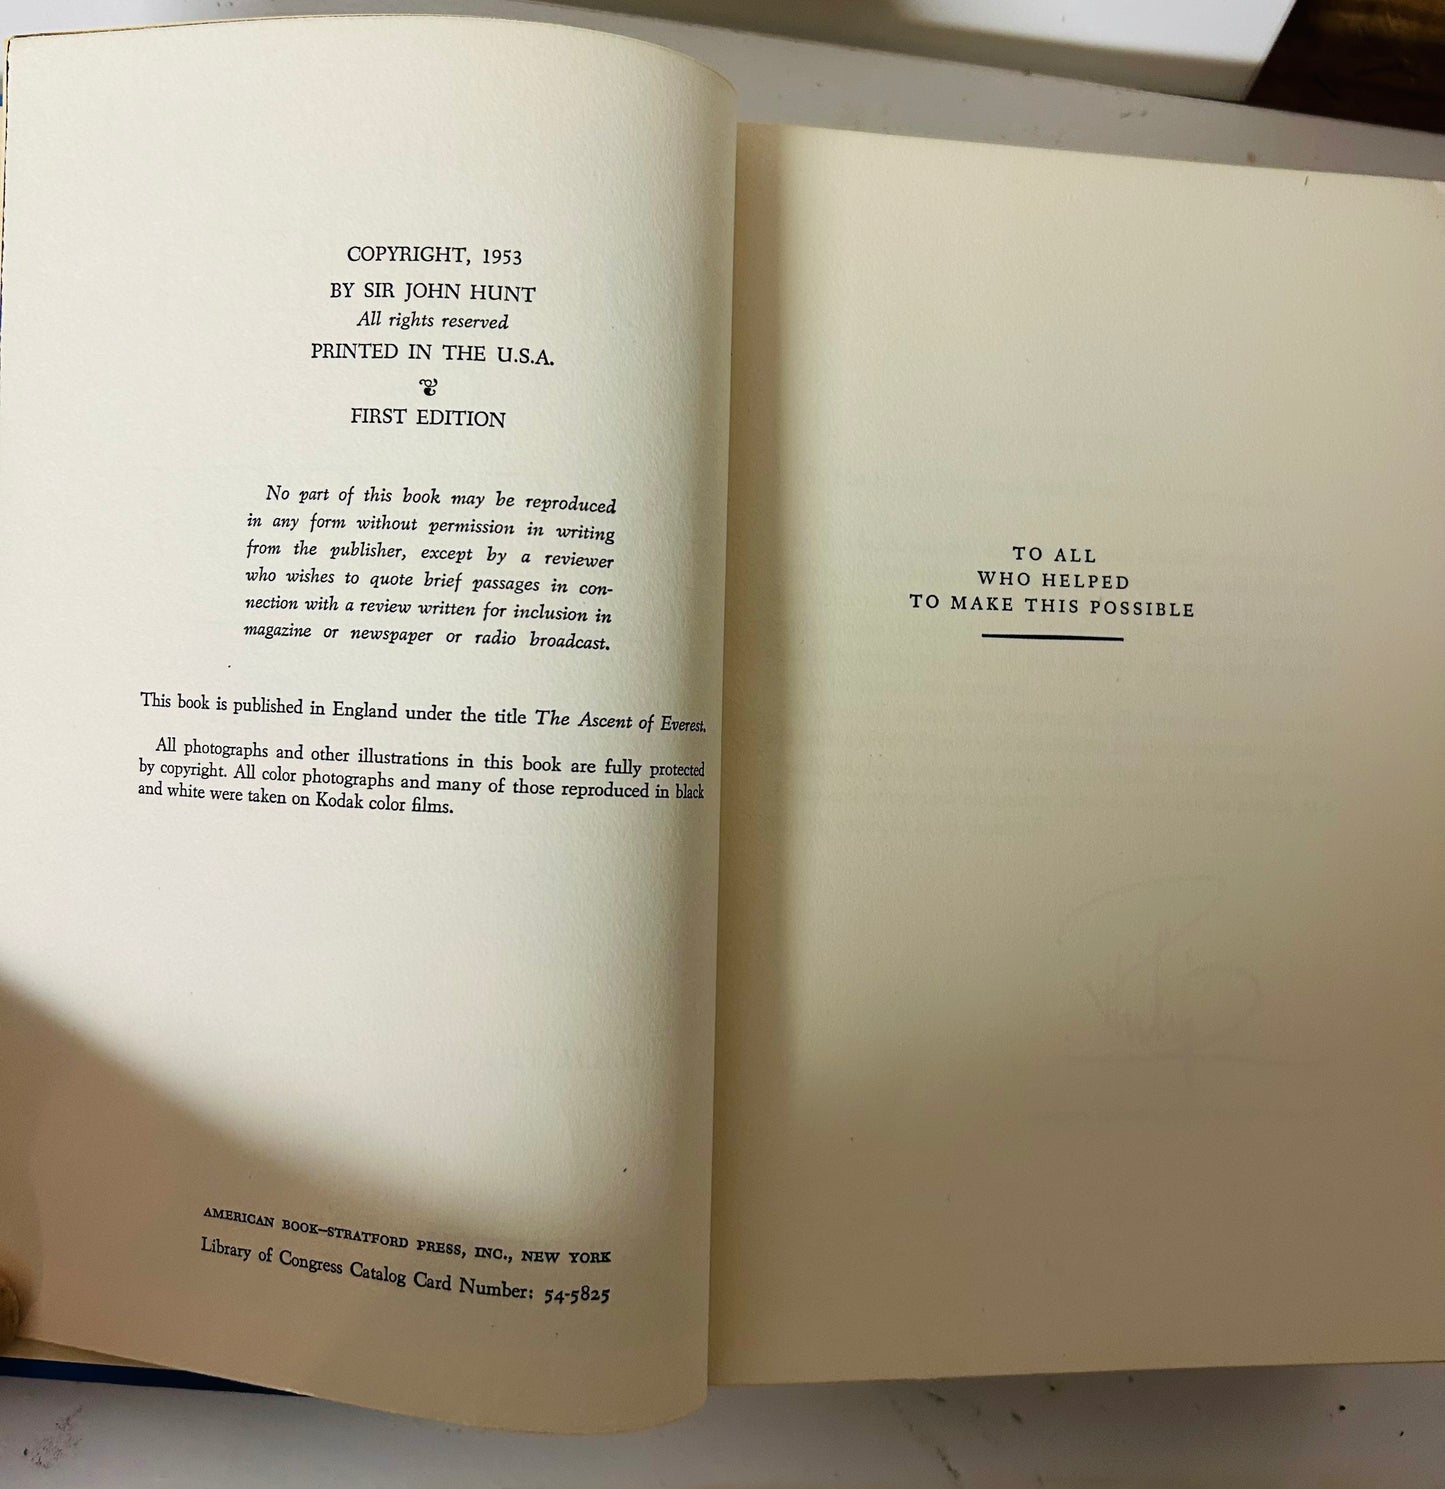 COPYRIGHT, 1953
BY SIR JOHN HUNT
All rights reserved
PRINTED IN THE U.S.A.
FIRST EDITION
No part of this book may be reproduced
in any form without permission in writing
from the publisher, except by a reviewer
who wishes to quote brief passages in con-
nection with a review written for inclusion in
magazine or newspaper or radio broadcast.
This book is published in England under the title The Ascent of Everest.
All photographs and other illustrations in this book are fully protected
by copyright. All color photographs and many of those reproduced in black
and white were taken on Kodak color films.
AMERICAN BOOK–STRATFORD PRESS, INC., NEW YORK
Library of Congress Catalog Card Number: 54-5825
TO ALL
WHO HELPED
TO MAKE THIS POSSIBLE